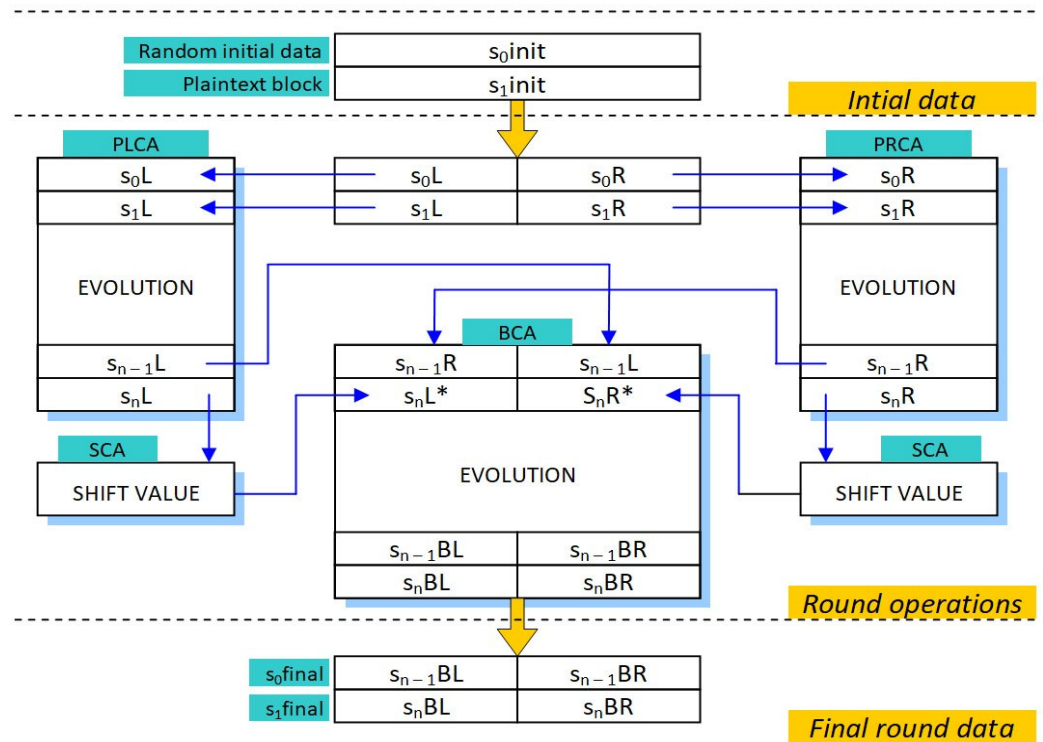 Random initial data
s₀init
Plaintext block
s₁init
Intial data
PLCA
PRCA
s₀L
s₀L
s₀R
s₀R
s₁L
s₁L
s₁R
s₁R
EVOLUTION
EVOLUTION
BCA
sₙ₋₁L
sₙ₋₁R
sₙ₋₁L
sₙ₋₁R
sₙL
sₙL*
SₙR*
sₙR
SCA
SCA
SHIFT VALUE
EVOLUTION
SHIFT VALUE
sₙ₋₁BL
sₙ₋₁BR
sₙBL
sₙBR
Round operations
s₀final
sₙ₋₁BL
sₙ₋₁BR
s₁final
sₙBL
sₙBR
Final round data